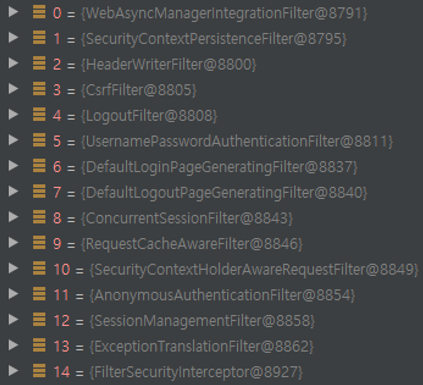 0 = {WebAsyncManagerIntegrationFilter@8791}
1 = {SecurityContextPersistenceFilter@8795}
2 = {HeaderWriterFilter@8800}
3 = {CsrfFilter@8805}
4 = {LogoutFilter@8808}
5 = {UsernamePasswordAuthenticationFilter@8811}
6 = {DefaultLoginPageGeneratingFilter@8837}
7 = {DefaultLogoutPageGeneratingFilter@8840}
8 = {ConcurrentSessionFilter@8843}
9 = {RequestCacheAwareFilter@8846}
10 = {SecurityContextHolderAwareRequestFilter@8849}
11 = {AnonymousAuthenticationFilter@8854}
12 = {SessionManagementFilter@8858}
13 = {ExceptionTranslationFilter@8862}
14 = {FilterSecurityInterceptor@8927}